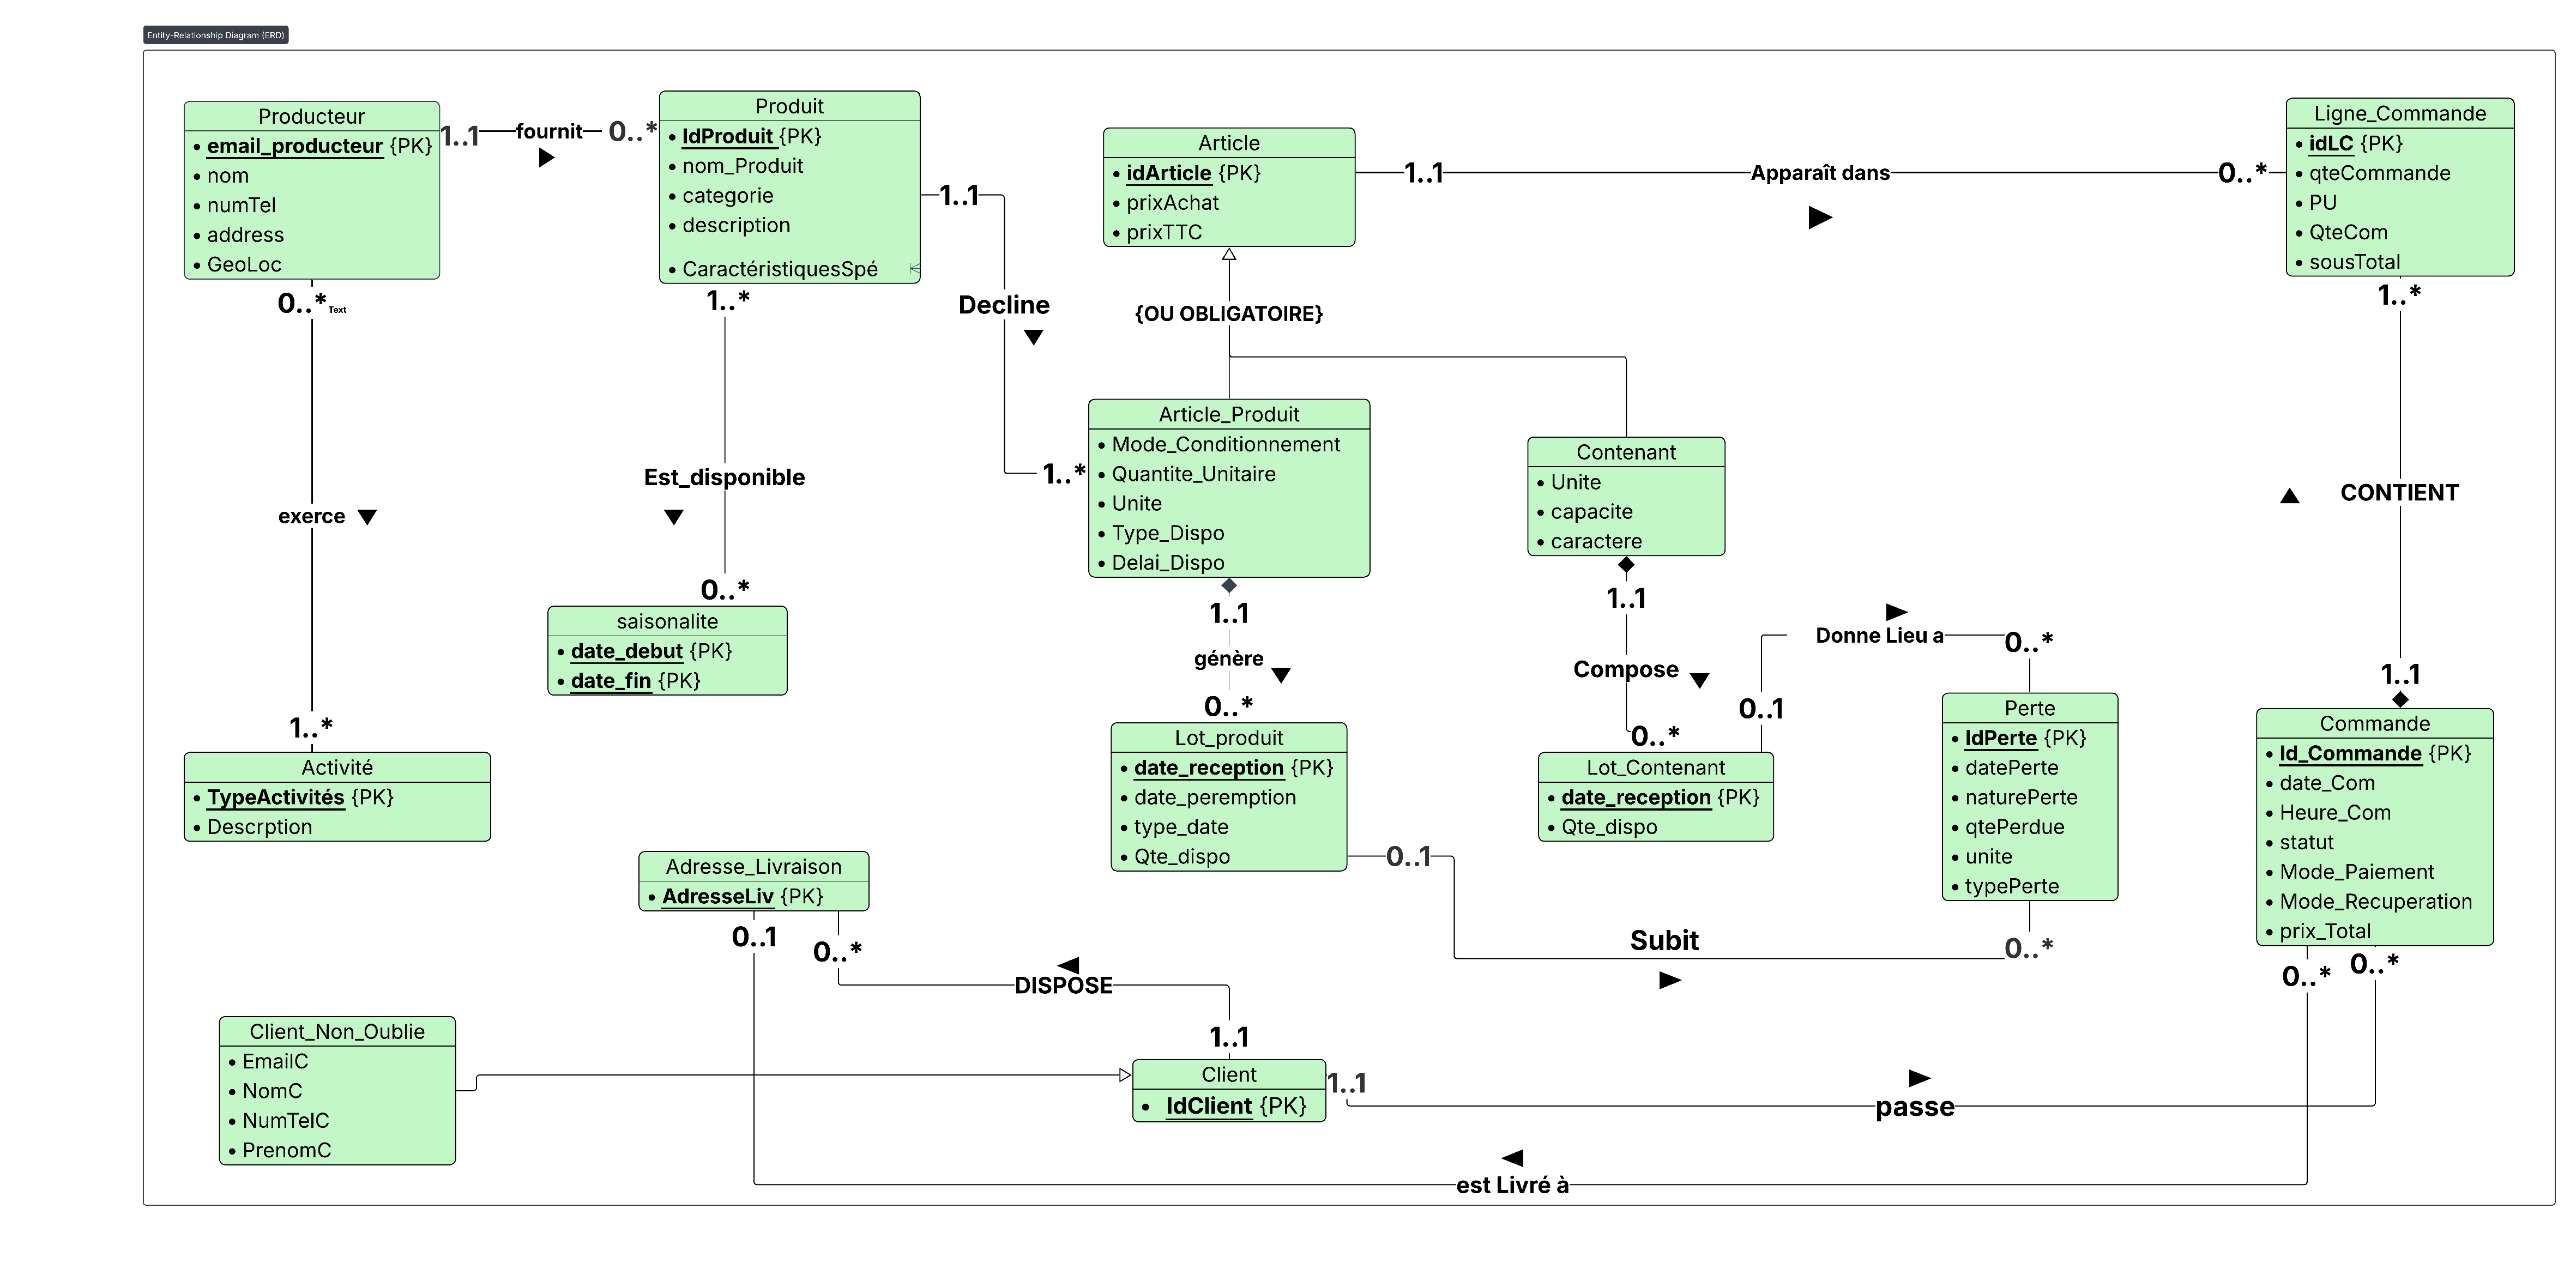 Entity-Relationship Diagram (ERD)
Producteur
• email_producteur {PK}
• nom
• numTel
• address
• GeoLoc
1..1
fournit
0..*
Produit
• IdProduit {PK}
• nom_Produit
• categorie
• description
• CaractéristiquesSpé
1..1
Decline
1..*
Article
• idArticle {PK}
• prixAchat
• prixTTC
1..1
Apparaît dans
0..*
Ligne_Commande
• idLC {PK}
• qteCommande
• PU
• QteCom
• sousTotal
0..*
Text
exerce
1..*
1..*
Est_disponible
0..*
{OU OBLIGATOIRE}
Article_Produit
• Mode_Conditionnement
• Quantite_Unitaire
• Unite
• Type_Dispo
• Delai_Dispo
Contenant
• Unite
• capacite
• caractere
1..*
CONTIENT
1..1
saisonalite
• date_debut {PK}
• date_fin {PK}
1..1
génère
0..*
1..1
Compose
0..*
Donne Lieu a
0..*
0..1
Activité
• TypeActivités {PK}
• Descrption
Lot_produit
• date_reception {PK}
• date_peremption
• type_date
• Qte_dispo
Lot_Contenant
• date_reception {PK}
• Qte_dispo
Perte
• IdPerte {PK}
• datePerte
• naturePerte
• qtePerdue
• unite
• typePerte
Commande
• Id_Commande {PK}
• date_Com
• Heure_Com
• statut
• Mode_Paiement
• Mode_Recuperation
• prix_Total
Adresse_Livraison
• AdresseLiv {PK}
0..1
Subit
0..*
0..1
0..*
DISPOSE
1..1
0..*
0..*
Client_Non_Oublie
• EmailC
• NomC
• NumTelC
• PrenomC
Client
• IdClient {PK}
1..1
passe
est Livré à